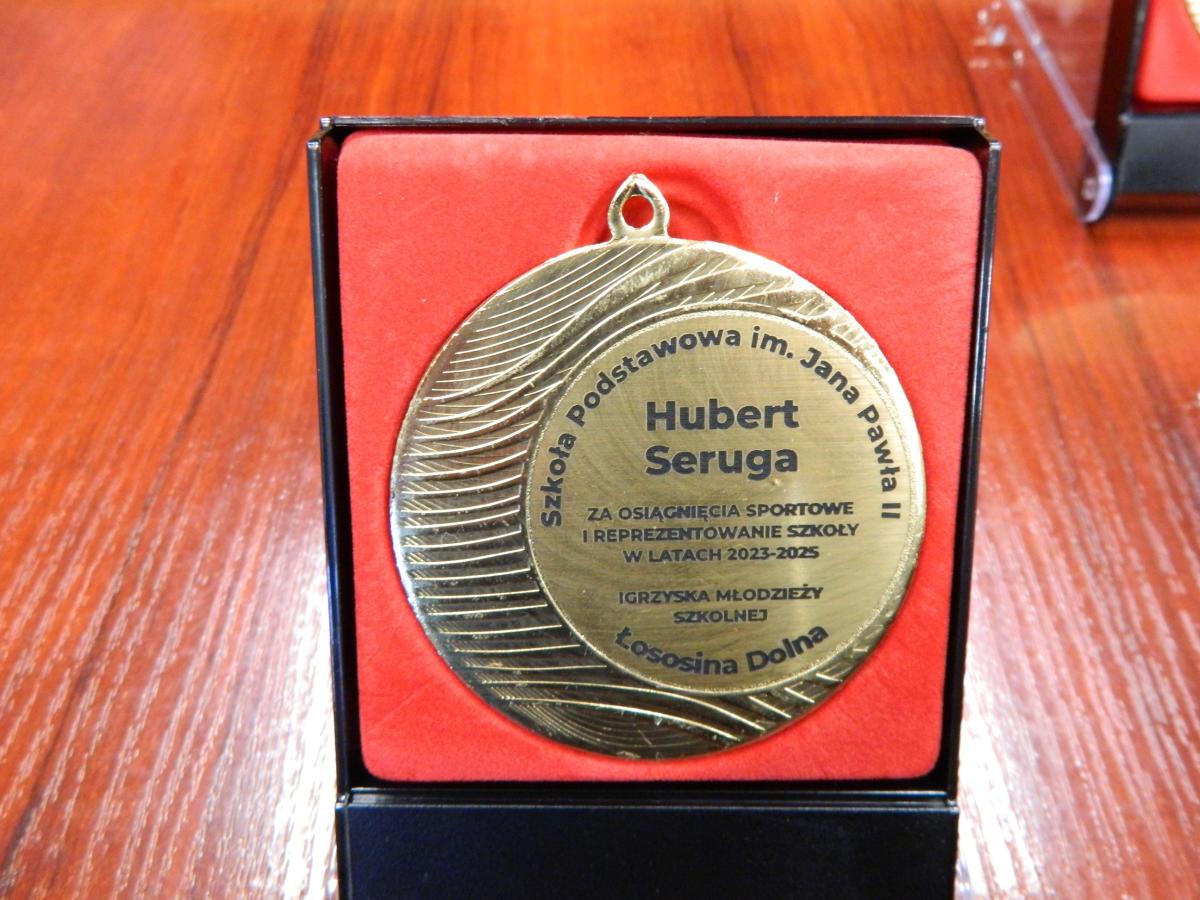 Szkoła Podstawowa im. Jana Pawła II
Hubert
Seruga
ZA OSIĄGNIĘCIA SPORTOWE
I REPREZENTOWANIE SZKOŁY
W LATACH 2023-2025
IGRZYSKA MŁODZIEŻY
SZKOLNEJ
Łososina Dolna